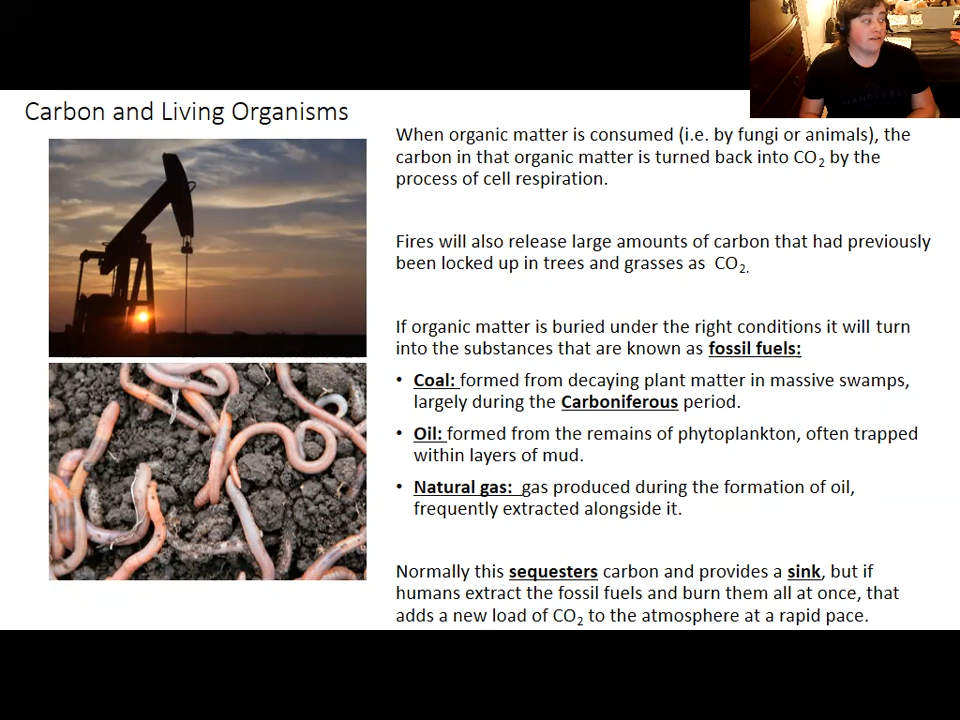 Carbon and Living Organisms
When organic matter is consumed (i.e. by fungi or animals), the
carbon in that organic matter is turned back into CO2 by the
process of cell respiration.
Fires will also release large amounts of carbon that had previously
been locked up in trees and grasses as CO2.
If organic matter is buried under the right conditions it will turn
into the substances that are known as fossil fuels:
• Coal: formed from decaying plant matter in massive swamps,
largely during the Carboniferous period.
• Oil: formed from the remains of phytoplankton, often trapped
within layers of mud.
• Natural gas: gas produced during the formation of oil,
frequently extracted alongside it.
Normally this sequesters carbon and provides a sink, but if
humans extract the fossil fuels and burn them all at once, that
adds a new load of CO2 to the atmosphere at a rapid pace.